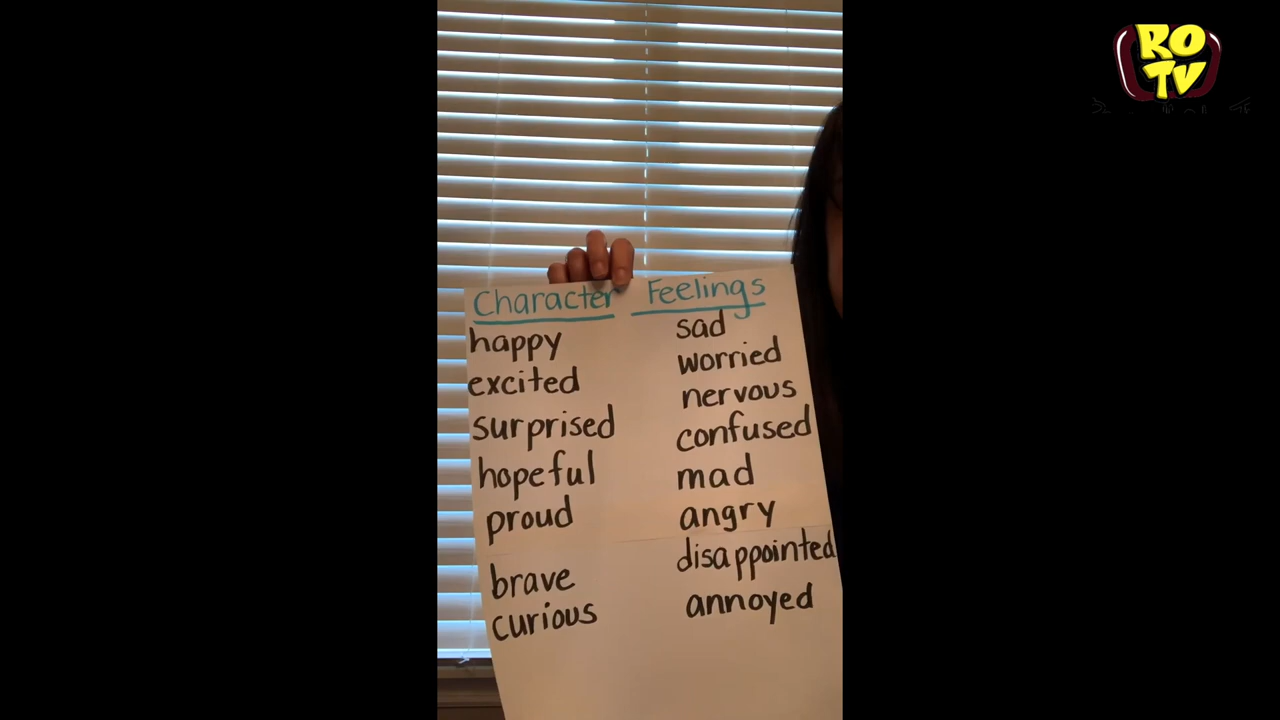 RO
TV
Character Feelings
happy
excited
surprised
hopeful
proud
brave
curious
sad
worried
nervous
confused
mad
angry
disappointed
annoyed